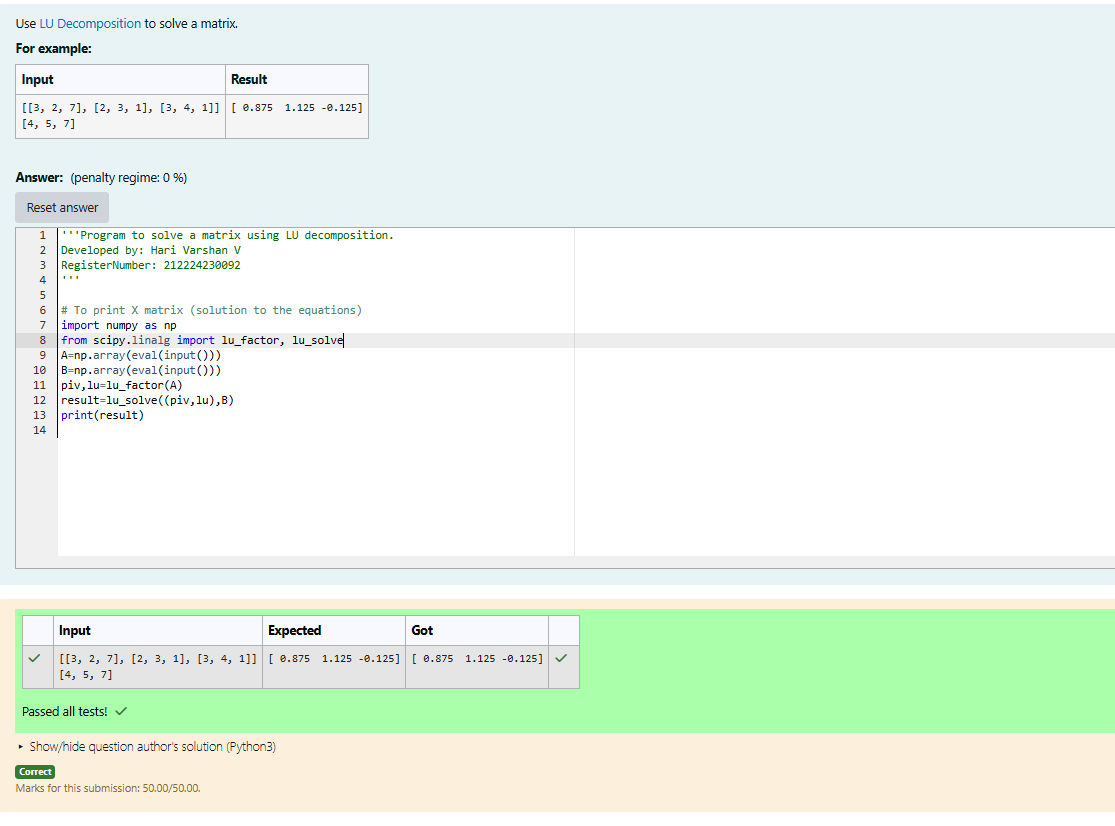 Use LU Decomposition to solve a matrix.
For example:
Input Result
[[3, 2, 7], [2, 3, 1], [3, 4, 1]] [ 0.875  1.125 -0.125]
[4, 5, 7]
Answer: (penalty regime: 0 %)
Reset answer
1 '''Program to solve a matrix using LU decomposition.
2 Developed by: Hari Varshan V
3 RegisterNumber: 212224230092
4 '''
5
6 # To print X matrix (solution to the equations)
7 import numpy as np
8 from scipy.linalg import lu_factor, lu_solve
9 A=np.array(eval(input()))
10 B=np.array(eval(input()))
11 piv,lu=lu_factor(A)
12 result=lu_solve((piv,lu),B)
13 print(result)
14
Input Expected Got
[[3, 2, 7], [2, 3, 1], [3, 4, 1]] [ 0.875  1.125 -0.125] [ 0.875  1.125 -0.125]
[4, 5, 7]
Passed all tests!
Show/hide question author's solution (Python3)
Correct
Marks for this submission: 50.00/50.00.